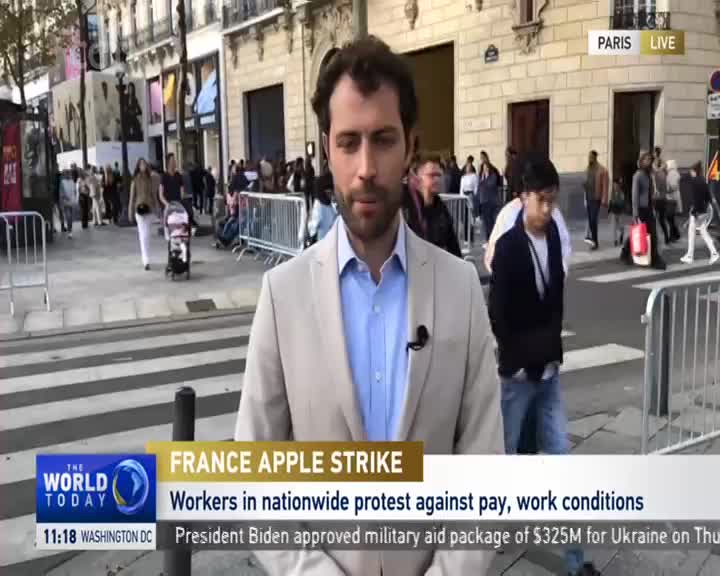 PARIS LIVE
THE
WORLD
TODAY
FRANCE APPLE STRIKE
Workers in nationwide protest against pay, work conditions
11:18 WASHINGTON DC
President Biden approved military aid package of $325M for Ukraine on Thu